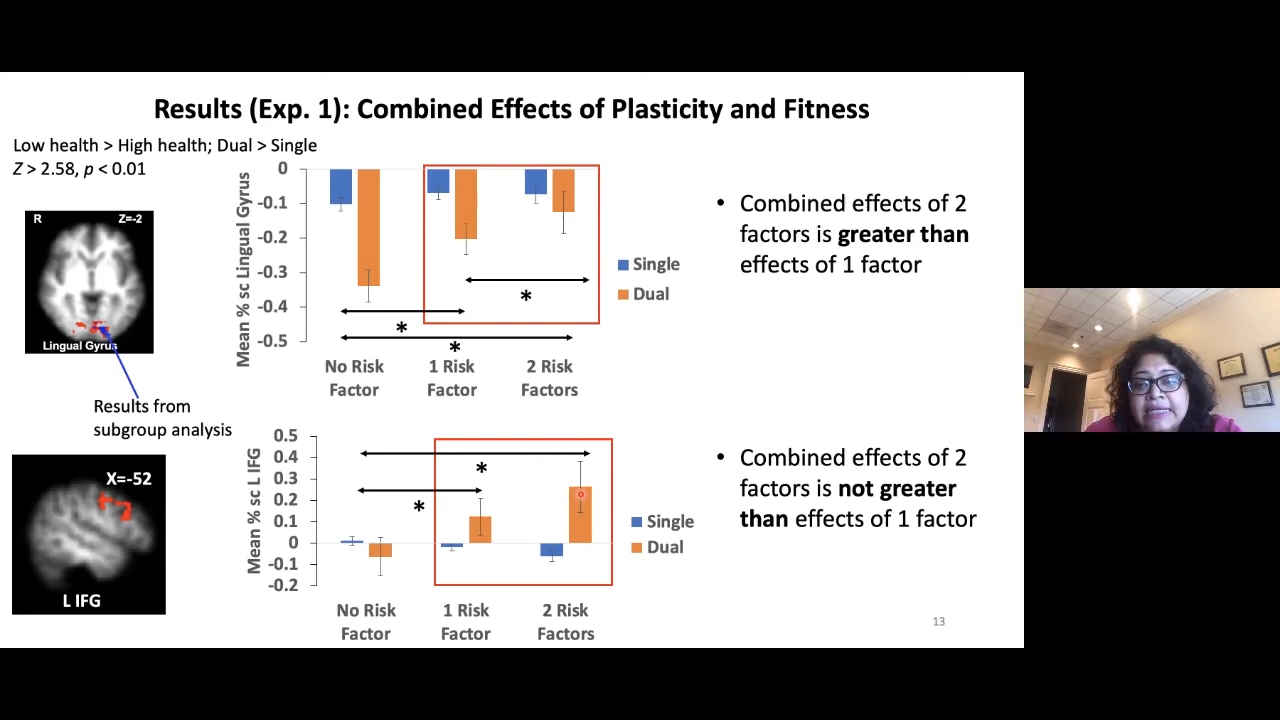 Results (Exp. 1): Combined Effects of Plasticity and Fitness
Low health > High health; Dual > Single
Z > 2.58, p < 0.01
R
Z=-2
Lingual Gyrus
Results from
subgroup analysis
Mean % sc Lingual Gyrus
0
-0.1
-0.2
-0.3
-0.4
-0.5
*
*
*
No Risk
Factor
1 Risk
Factor
2 Risk
Factors
Single
Dual
• Combined effects of 2
factors is greater than
effects of 1 factor
X=-52
L IFG
Mean % sc L IFG
0.5
0.4
0.3
0.2
0.1
0
-0.1
-0.2
*
*
No Risk
Factor
1 Risk
Factor
2 Risk
Factors
Single
Dual
• Combined effects of 2
factors is not greater
than effects of 1 factor
13